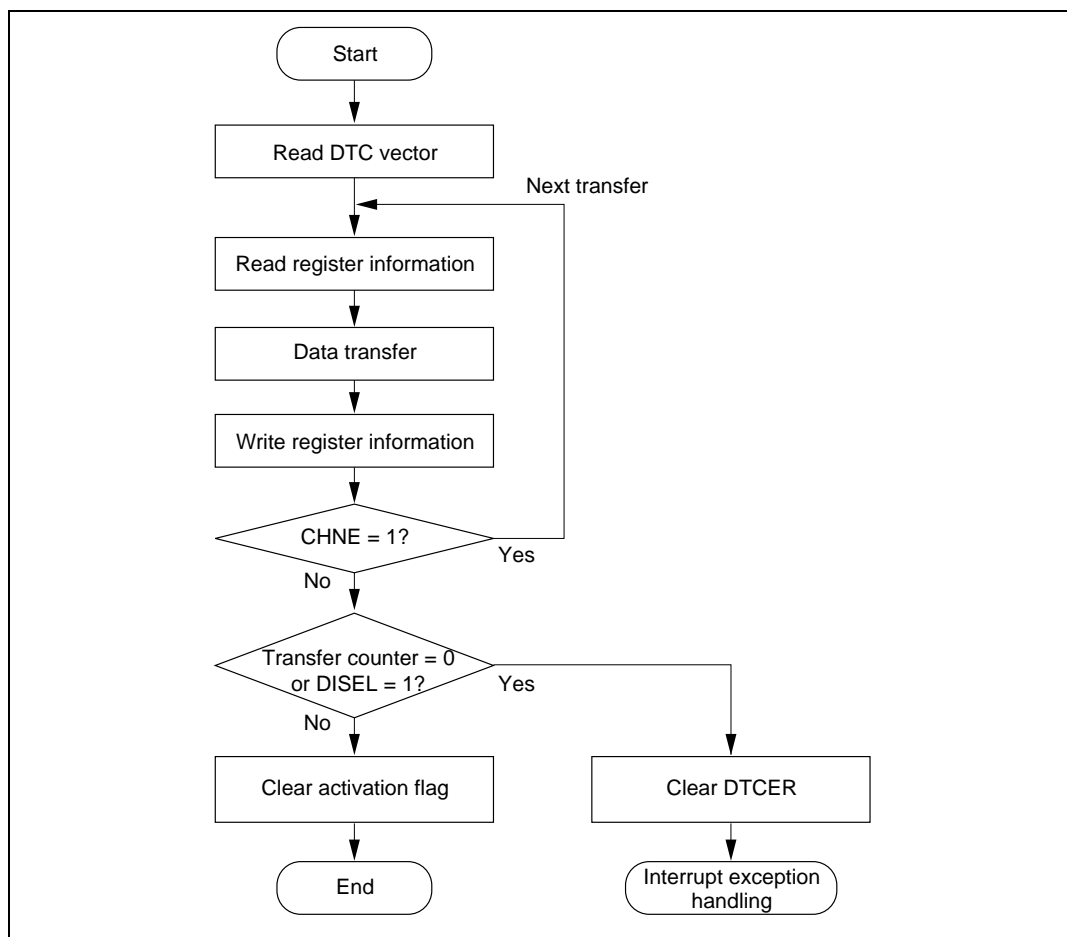 Start
Read DTC vector
Next transfer
Read register information
Data transfer
Write register information
CHNE = 1?
Yes
No
Transfer counter = 0
or DISEL = 1?
Yes
No
Clear activation flag
Clear DTCER
End
Interrupt exception
handling